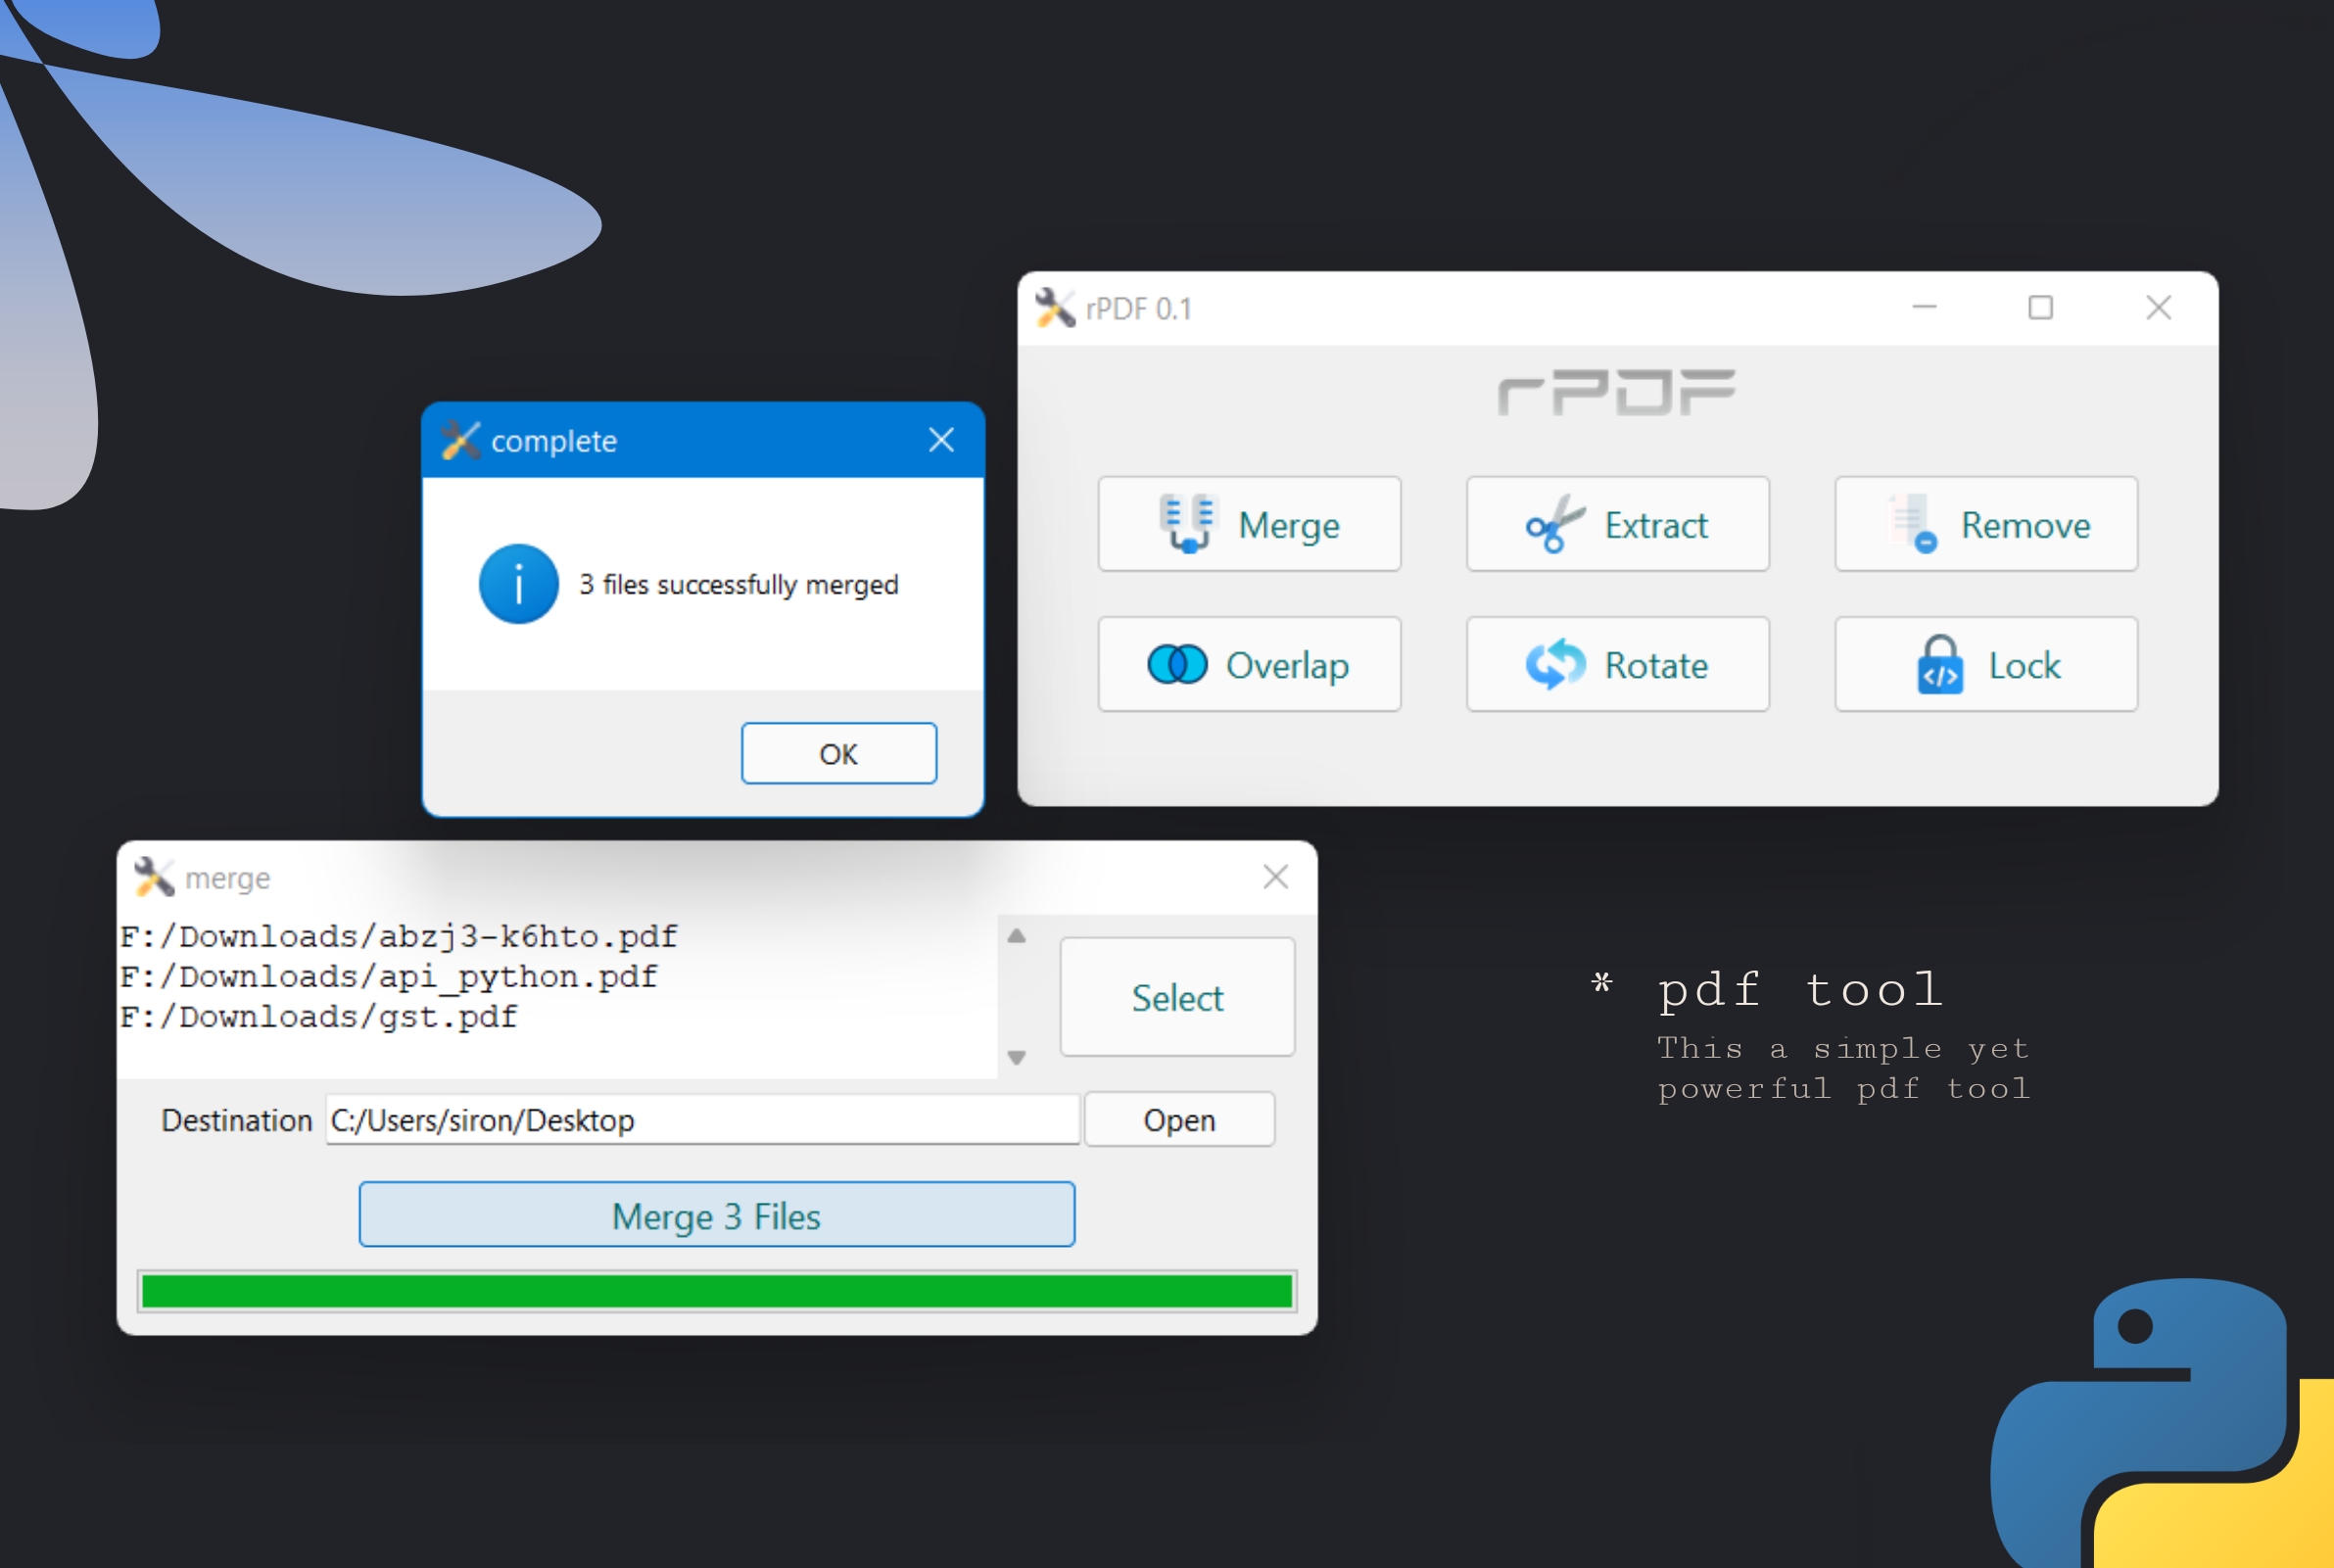 rPDF 0.1
rPDF
Merge
Extract
Remove
Overlap
Rotate
Lock
complete
i
3 files successfully merged
OK
merge
F:/Downloads/abzj3-k6hto.pdf
F:/Downloads/api_python.pdf
F:/Downloads/gst.pdf
Select
Destination
C:/Users/siron/Desktop
Open
Merge 3 Files
* pdf tool
This a simple yet
powerful pdf tool